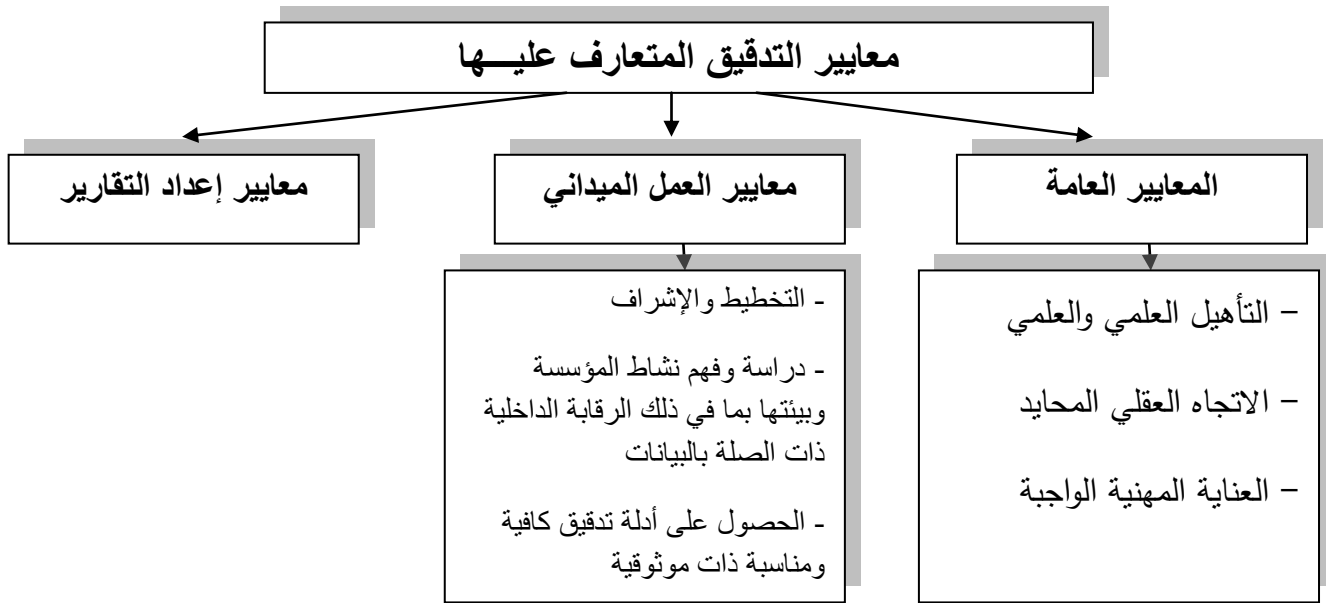 معايير التدقيق المتعارف عليـــها
المعايير العامة
معايير العمل الميداني
معايير إعداد التقارير
– التأهيل العلمي والعلمي
– الاتجاه العقلي المحايد
– العناية المهنية الواجبة
- التخطيط والإشراف
- دراسة وفهم نشاط المؤسسة
وبيئتها بما في ذلك الرقابة الداخلية
ذات الصلة بالبيانات
- الحصول على أدلة تدقيق كافية
ومناسبة ذات موثوقية